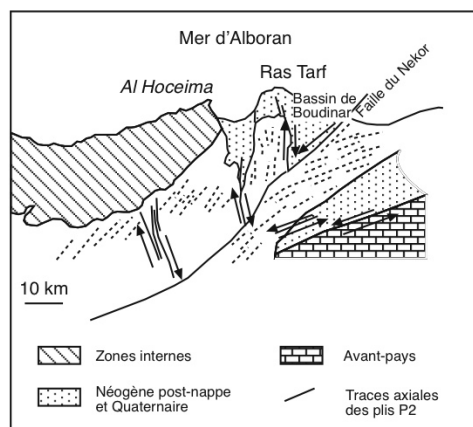 Mer d'Alboran
Ras Tarf
Al Hoceima
Bassin de
Boudinar
Faille du Nekor
10 km
Zones internes
Avant-pays
Néogène post-nappe
et Quaternaire
Traces axiales
des plis P2